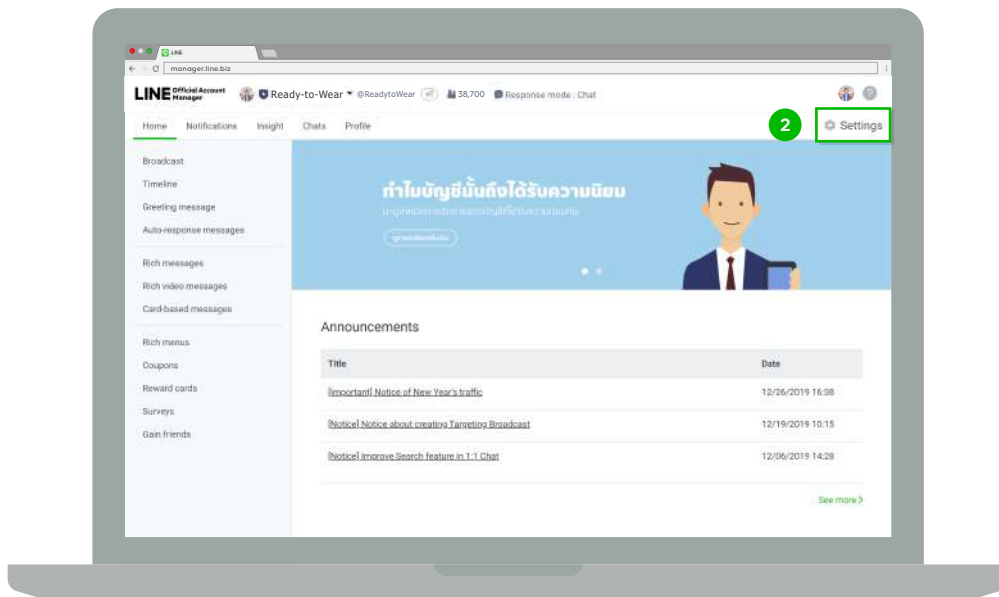 LINE
manager.line.biz
LINE Official Account Manager Ready-to-Wear @ReadytoWear ฟรี 38,700 Response mode : Chat
Home Notifications Insight Chats Profile 2 Settings
Broadcast
Timeline
Greeting message
Auto-response messages
Rich messages
Rich video messages
Card-based messages
Rich menus
Coupons
Reward cards
Surveys
Gain friends
ทำไมบัญชีนั้นถึงได้รับความนิยม
Announcements
Title Date
[Important] Notice of New Year's traffic 12/26/2019 16:38
[Notice] Notice about creating Targeting Broadcast 12/19/2019 10:15
[Notice] Improve Search feature in 1:1 Chat 12/06/2019 14:28
See more